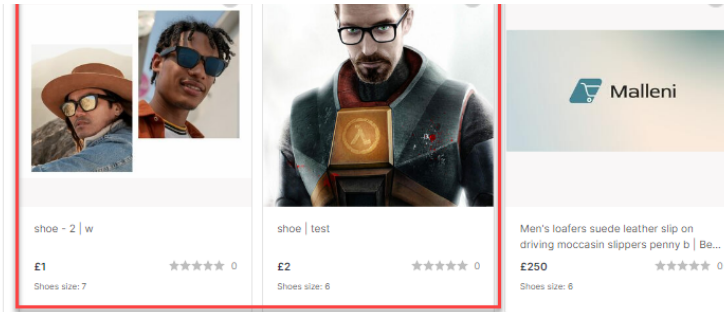 Malleni
shoe - 2 | w
£1
0
Shoes size: 7
shoe | test
£2
0
Shoes size: 6
Men's loafers suede leather slip on
driving moccasin slippers penny b | Be...
£250
0
Shoes size: 6